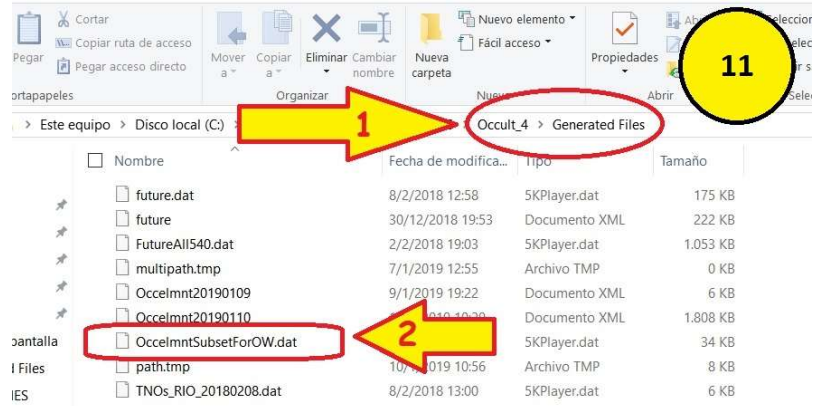 Cortar
Copiar ruta de acceso
Pegar
Pegar acceso directo
Mover a
Copiar a
Eliminar
Cambiar nombre
Nueva carpeta
Nuevo elemento
Fácil acceso
Propiedades
11
Organizar
Abrir
Este equipo > Disco local (C:) > 1 Occult_4 > Generated Files
Nombre Fecha de modifica... Tipo Tamaño
future.dat 8/2/2018 12:58 5KPlayer.dat 175 KB
future 30/12/2018 19:53 Documento XML 222 KB
FutureAll540.dat 2/2/2018 19:03 5KPlayer.dat 1.053 KB
multipath.tmp 7/1/2019 12:55 Archivo TMP 0 KB
Occelmnt20190109 9/1/2019 19:22 Documento XML 6 KB
Occelmnt20190110 Documento XML 1.808 KB
OccelmntSubsetForOW.dat 2 5KPlayer.dat 34 KB
path.tmp 10:56 Archivo TMP 8 KB
TNOs_RIO_20180208.dat 8/2/2018 13:00 5KPlayer.dat 6 KB